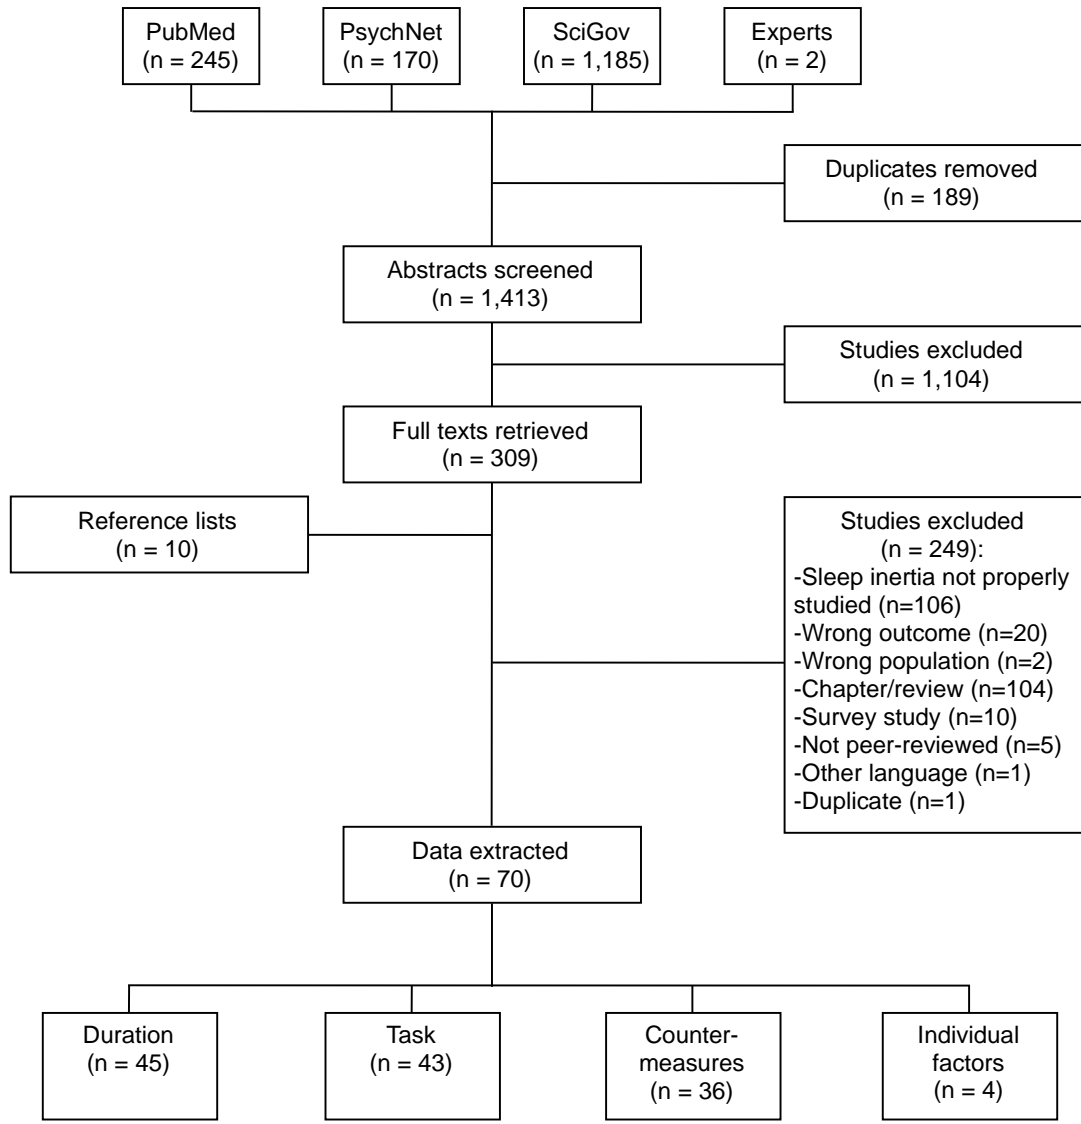 PubMed
(n = 245)
PsychNet
(n = 170)
SciGov
(n = 1,185)
Experts
(n = 2)
Duplicates removed
(n = 189)
Abstracts screened
(n = 1,413)
Studies excluded
(n = 1,104)
Full texts retrieved
(n = 309)
Reference lists
(n = 10)
Studies excluded
(n = 249):
-Sleep inertia not properly
studied (n=106)
-Wrong outcome (n=20)
-Wrong population (n=2)
-Chapter/review (n=104)
-Survey study (n=10)
-Not peer-reviewed (n=5)
-Other language (n=1)
-Duplicate (n=1)
Data extracted
(n = 70)
Duration
(n = 45)
Task
(n = 43)
Counter-
measures
(n = 36)
Individual
factors
(n = 4)